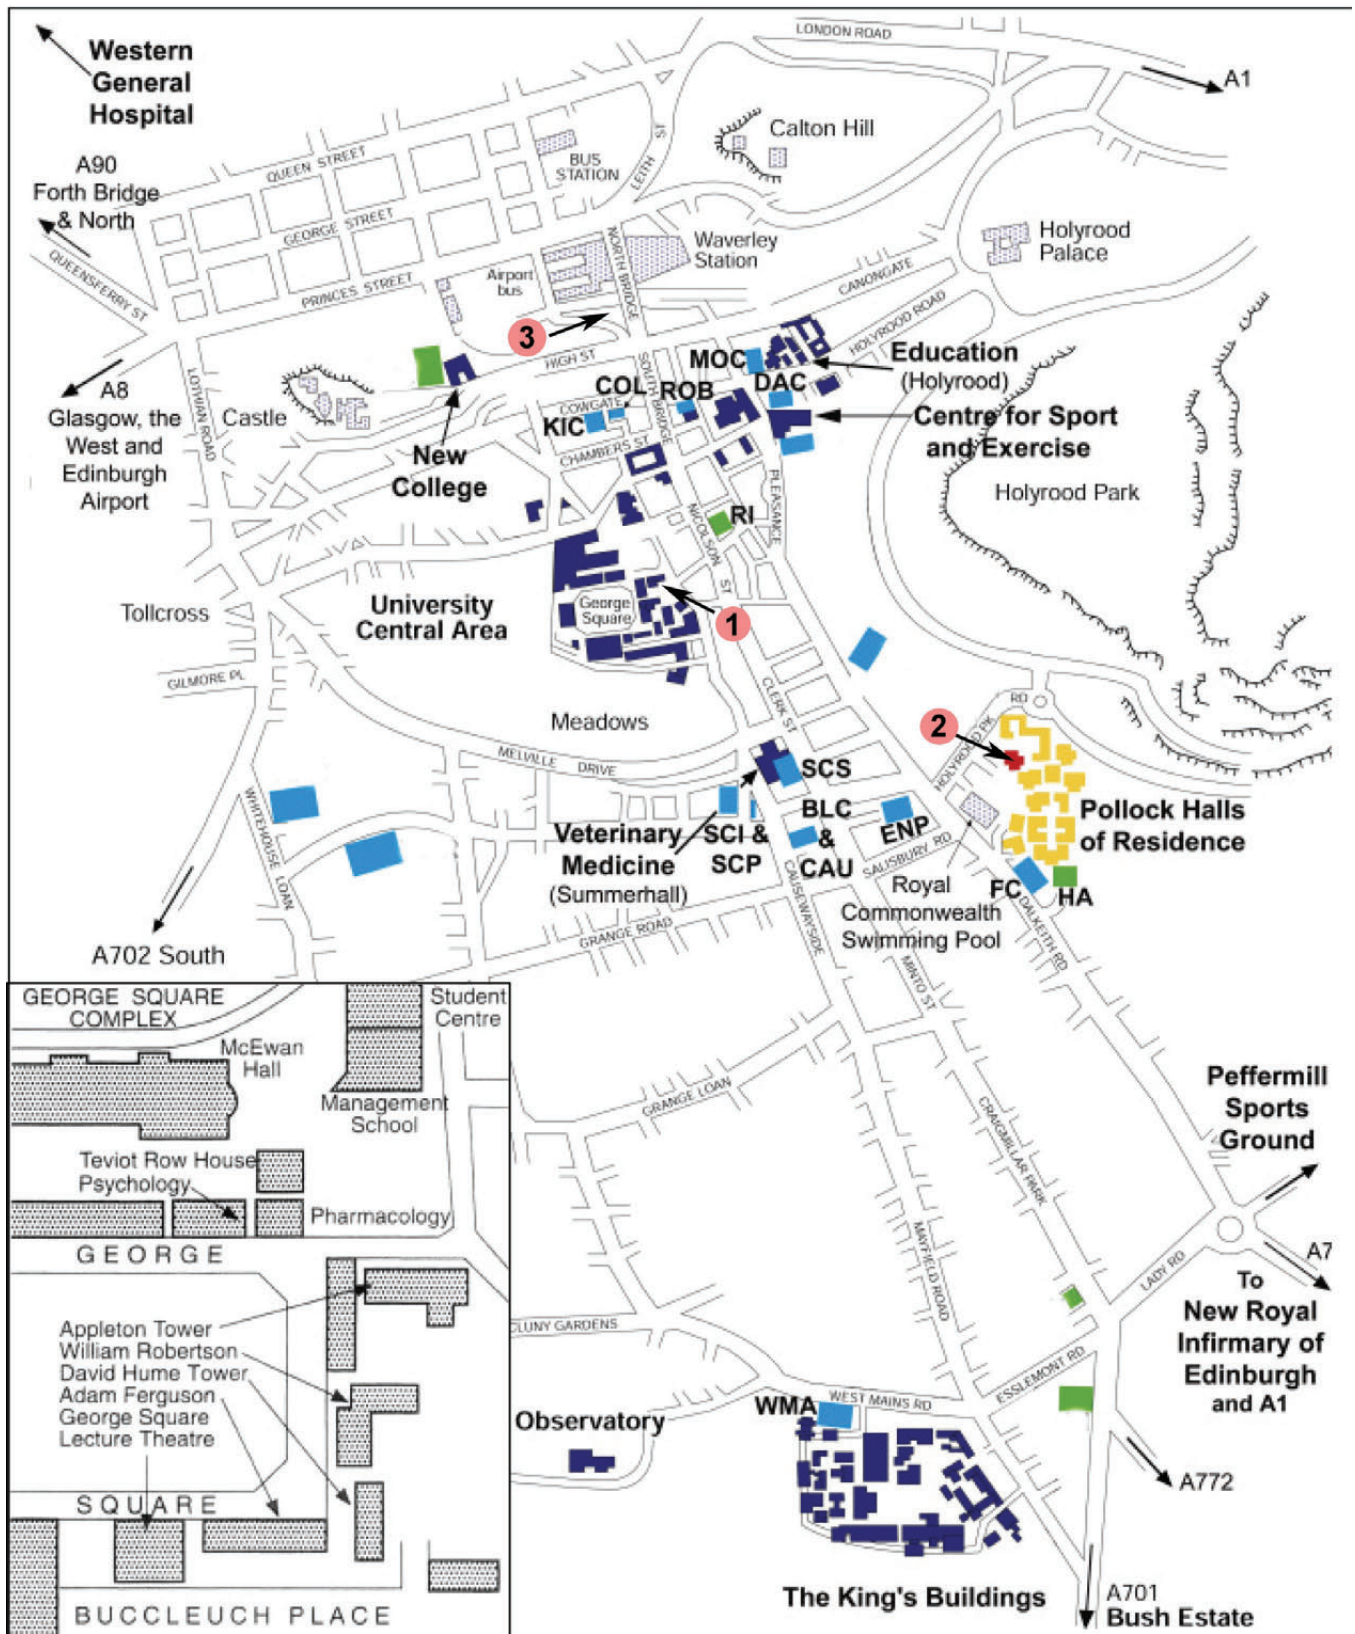 LONDON ROAD
Western
General
Hospital
A1
Calton Hill
LEITH ST
BUS
STATION
QUEEN STREET
A90
Forth Bridge
& North
GEORGE STREET
Holyrood
Palace
Waverley
Station
NORTH BRIDGE
QUEENSFERRY ST
Airport
bus
PRINCES STREET
CANONGATE
3
HOLYROOD ROAD
HIGH ST
MOC
Education
(Holyrood)
A8
Glasgow, the
West and
Edinburgh
Airport
LOTHIAN ROAD
Castle
COL
SOUTH BRIDGE
ROB
DAC
COWGATE
KIC
Centre for Sport
and Exercise
CHAMBERS ST
New
College
PLEASANCE
Holyrood Park
NICOLSON ST
RI
Tollcross
University
Central Area
George
Square
1
GILMORE PL
CLERK ST
Meadows
HOLYROOD PK RD
2
MELVILLE DRIVE
SCS
WHITEHOUSE LOAN
Veterinary
Medicine
(Summerhall)
SCI &
SCP
BLC
&
CAU
ENP
Pollock Halls
of Residence
SALISBURY RD
Royal
Commonwealth
Swimming Pool
FC
HA
DALKEITH RD
CAUSEWAYSIDE
GRANGE ROAD
A702 South
MINTO ST
GEORGE SQUARE
COMPLEX
Student
Centre
McEwan
Hall
Management
School
Teviot Row House
Psychology
Pharmacology
GEORGE
Appleton Tower
William Robertson
David Hume Tower
Adam Ferguson
George Square
Lecture Theatre
SQUARE
BUCCLEUCH PLACE
GRANGE LOAN
CRAIGMILLAR PARK
Peffermill
Sports
Ground
MAYFIELD ROAD
LADY RD
A7
To
New Royal
Infirmary of
Edinburgh
and A1
CLUNY GARDENS
ESSLEMONT RD
WEST MAINS RD
WMA
Observatory
A772
The King's Buildings
A701
Bush Estate